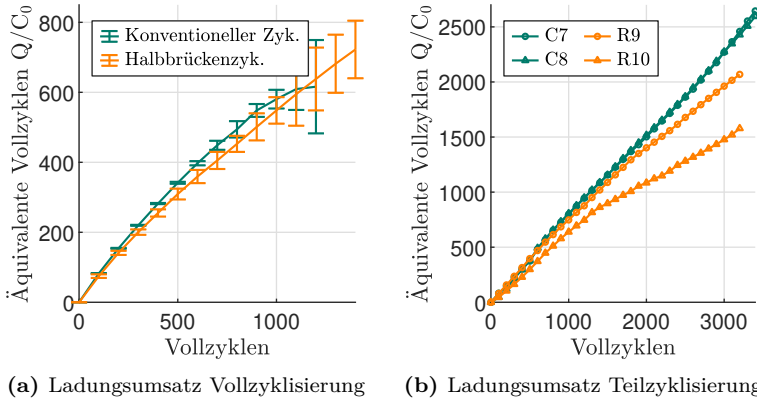 Äquivalente Vollzyklen Q/C0
800
600
400
200
0
0 500 1000
Vollzyklen
Konventioneller Zyk.
Halbbrückenzyk.
(a) Ladungsumsatz Vollzyklisierung
Äquivalente Vollzyklen Q/C0
2500
2000
1500
1000
500
0
0 1000 2000 3000
Vollzyklen
C7 R9
C8 R10
(b) Ladungsumsatz Teilzyklisierung